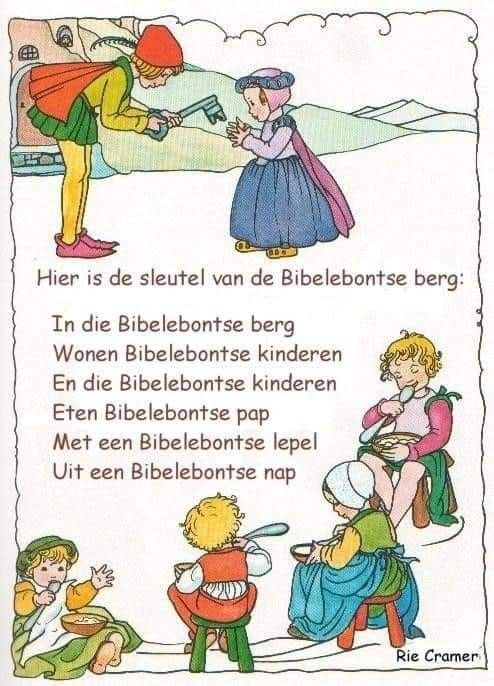 Hier is de sleutel van de Bibelebontse berg:
In die Bibelebontse berg
Wonen Bibelebontse kinderen
En die Bibelebontse kinderen
Eten Bibelebontse pap
Met een Bibelebontse lepel
Uit een Bibelebontse nap
Rie Cramer